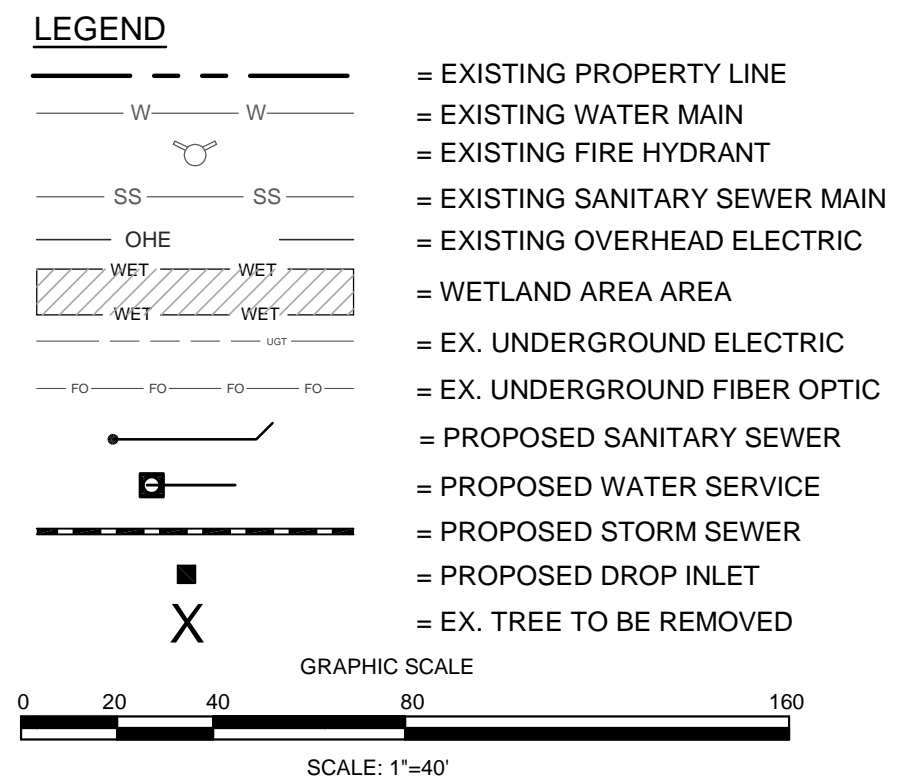 LEGEND
= EXISTING PROPERTY LINE
W W = EXISTING WATER MAIN
= EXISTING FIRE HYDRANT
SS SS = EXISTING SANITARY SEWER MAIN
OHE = EXISTING OVERHEAD ELECTRIC
WET WET
= WETLAND AREA AREA
WET WET
UGT = EX. UNDERGROUND ELECTRIC
FO FO FO FO = EX. UNDERGROUND FIBER OPTIC
= PROPOSED SANITARY SEWER
= PROPOSED WATER SERVICE
= PROPOSED STORM SEWER
= PROPOSED DROP INLET
X = EX. TREE TO BE REMOVED
GRAPHIC SCALE
0 20 40 80 160
SCALE: 1"=40'